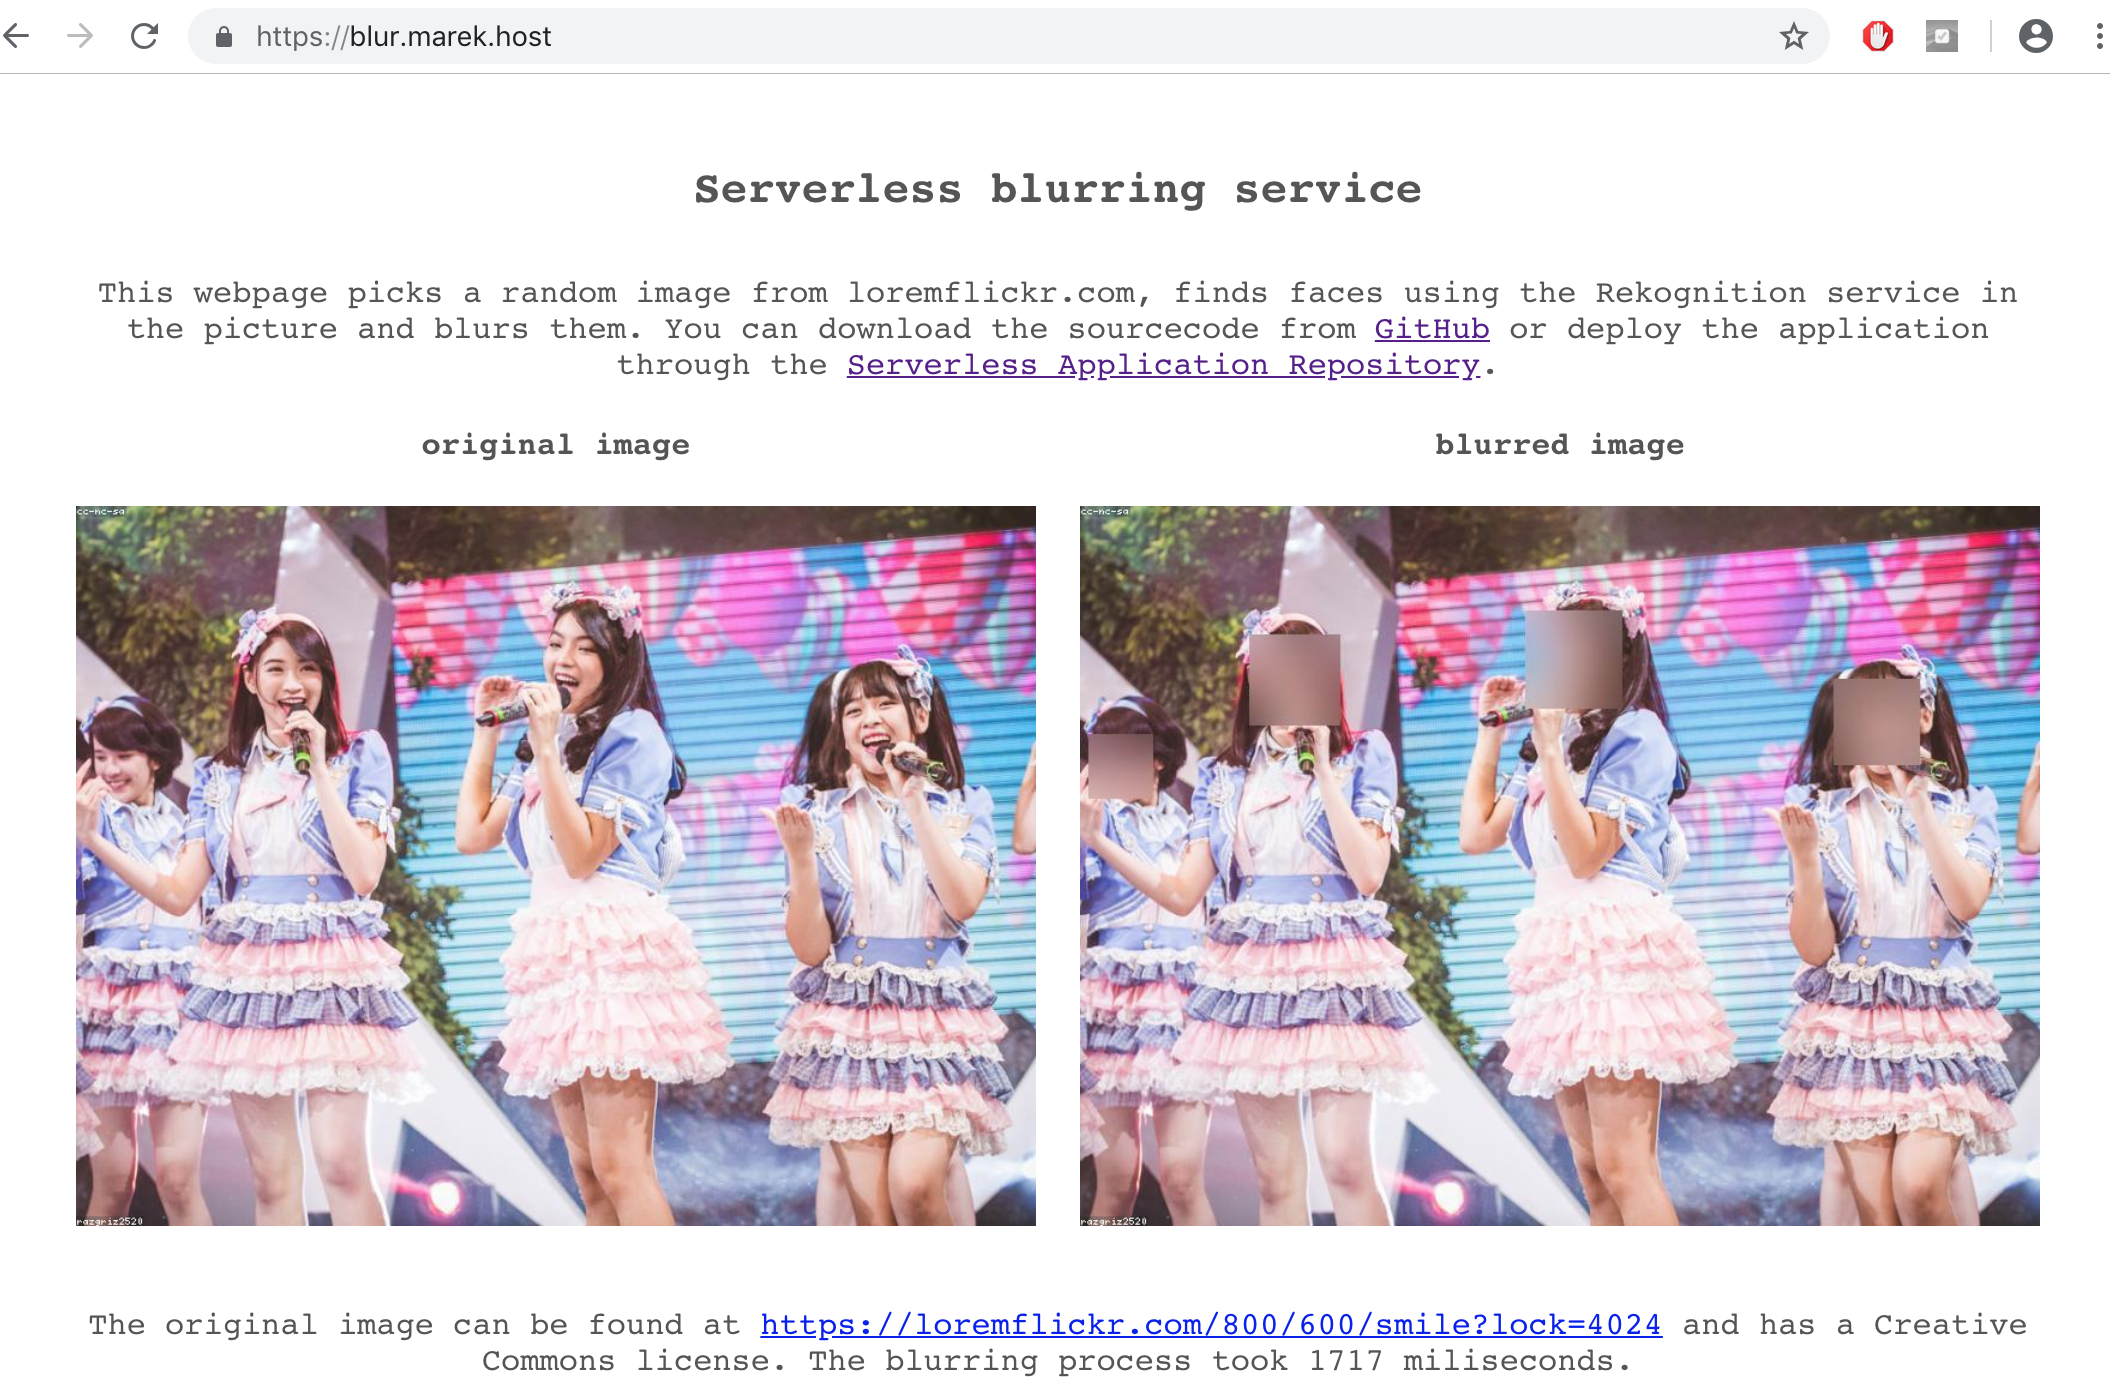 https://blur.marek.host
Serverless blurring service
This webpage picks a random image from loremflickr.com, finds faces using the Rekognition service in
the picture and blurs them. You can download the sourcecode from GitHub or deploy the application
through the Serverless Application Repository.
original image
blurred image
cc-nc-sa
cc-nc-sa
razgriz2520
razgriz2520
The original image can be found at https://loremflickr.com/800/600/smile?lock=4024 and has a Creative
Commons license. The blurring process took 1717 miliseconds.